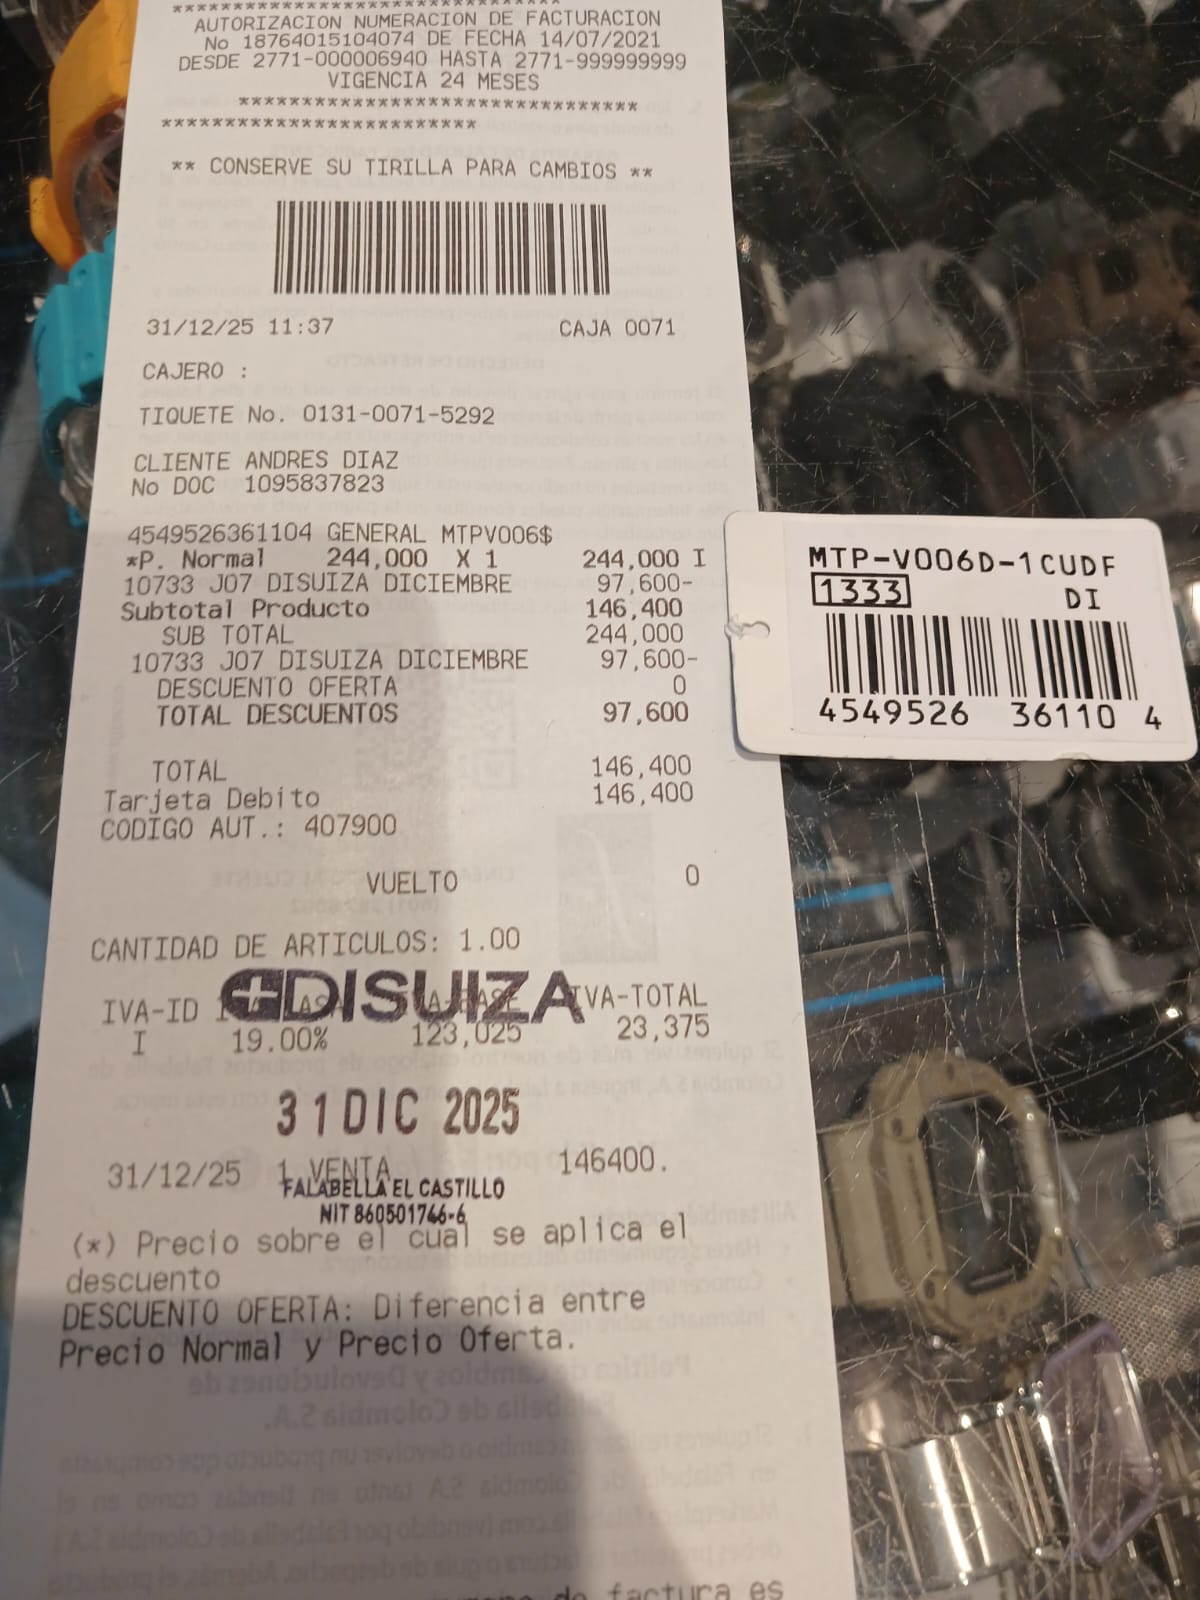 AUTORIZACION NUMERACION DE FACTURACION
No 18764015104074 DE FECHA 14/07/2021
DESDE 2771-000006940 HASTA 2771-999999999
VIGENCIA 24 MESES
*******************************
*************************
** CONSERVE SU TIRILLA PARA CAMBIOS **
31/12/25 11:37 CAJA 0071
CAJERO :
TIQUETE No. 0131-0071-5292
CLIENTE ANDRES DIAZ
No DOC 1095837823
4549526361104 GENERAL MTPV006$
*P. Normal 244,000 X 1 244,000 I
10733 J07 DISUIZA DICIEMBRE 97,600-
Subtotal Producto 146,400
SUB TOTAL 244,000
10733 J07 DISUIZA DICIEMBRE 97,600-
DESCUENTO OFERTA 0
TOTAL DESCUENTOS 97,600
TOTAL 146,400
Tarjeta Debito 146,400
CODIGO AUT.: 407900
VUELTO 0
CANTIDAD DE ARTICULOS: 1.00
DISUIZA
IVA-ID IVA-TOTAL
I 19.00% 123,025 23,375
31 DIC 2025
31/12/25 1 VENTA 146400.
FALABELLA EL CASTILLO
NIT 860501766-6
(*) Precio sobre el cual se aplica el
descuento
DESCUENTO OFERTA: Diferencia entre
Precio Normal y Precio Oferta.
de factura es
MTP-V006D-1CUDF
1333 DI
4549526 36110 4